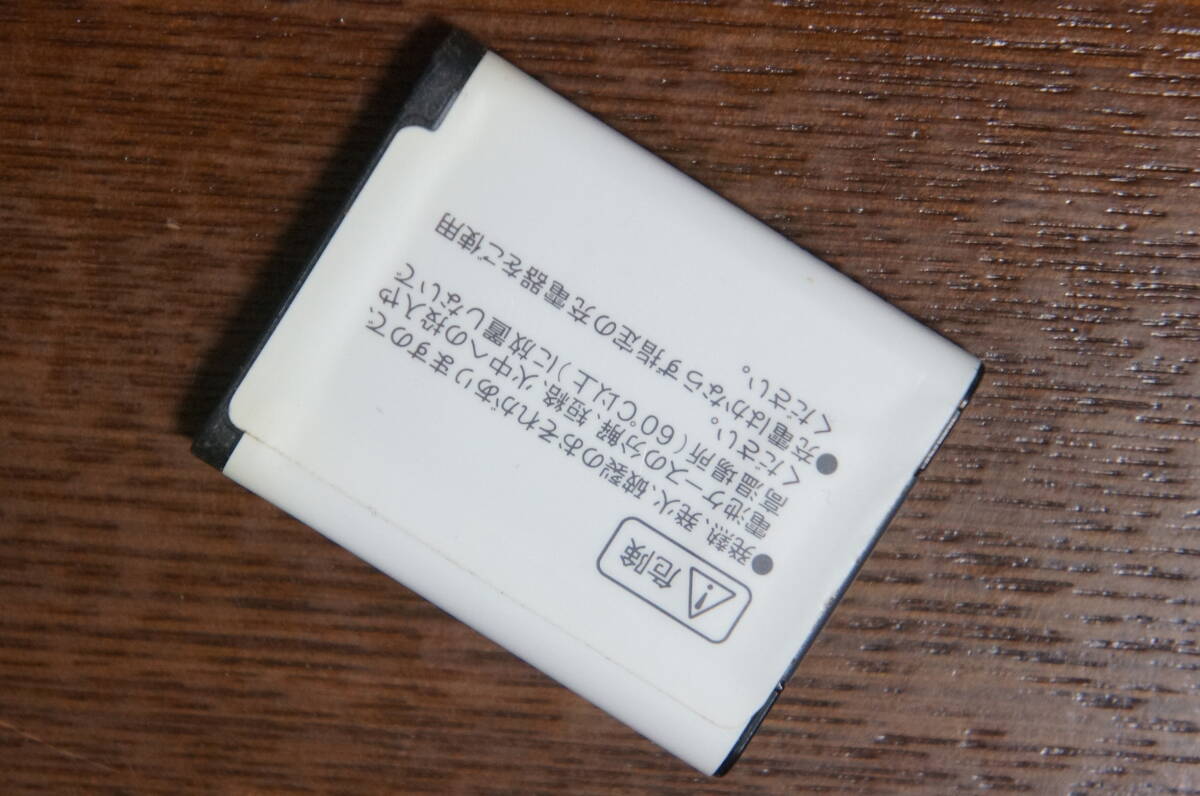 危険
●発熱、発火、破裂のおそれがありますので、
電池ケースの分解、短絡、火中への投入や
高温場所(60℃以上)に放置しないで
ください。
●充電はかならず指定の充電器をご使用
ください。